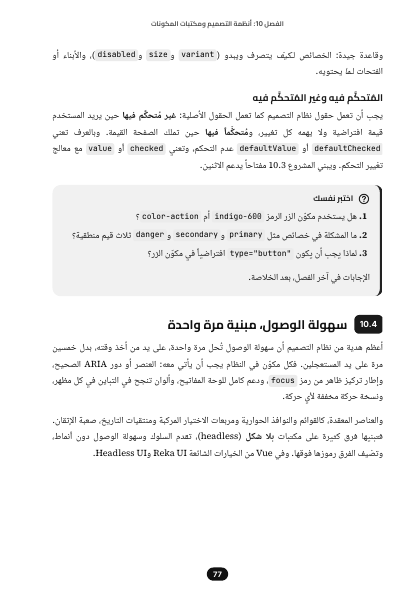 الفصل 10: أنظمة التصميم ومكتبات المكونات
وقاعدة جيدة: الخصائص لكيف يتصرف ويبدو (variant و size و disabled)، والأبناء أو
الفتحات لما يحتويه.
المُتحكَّم فيه وغير المُتحكَّم فيه
يجب أن تعمل حقول نظام التصميم كما تعمل الحقول الأصلية: غير مُتحكَّم فيها حين يريد المستخدم
قيمة افتراضية ولا يهمه كل تغيير، ومُتحكَّماً فيها حين تملك الصفحة القيمة. وبالعرف تعني
defaultChecked أو defaultValue عدم التحكم، وتعني checked أو value مع معالج
تغيير التحكم. ويبني المشروع 10.3 مفتاحاً يدعم الاثنين.
اختبر نفسك
1. هل يستخدم مكوّن الزر الرمز indigo-600 أم color-action ؟
2. ما المشكلة في خصائص مثل primary و secondary و danger ثلاث قيم منطقية؟
3. لماذا يجب أن يكون type="button" افتراضياً في مكوّن الزر؟
الإجابات في آخر الفصل، بعد الخلاصة.
10.4 سهولة الوصول، مبنية مرة واحدة
أعظم هدية من نظام التصميم أن سهولة الوصول تُحل مرة واحدة، على يد من أخذ وقته، بدل خمسين
مرة على يد المستعجلين. فكل مكوّن في النظام يجب أن يأتي معه: العنصر أو دور ARIA الصحيح،
وإطار تركيز ظاهر من رمز focus، ودعم كامل للوحة المفاتيح، وألوان تنجح في التباين في كل مظهر،
ونسخة حركة مخففة لأي حركة.
والعناصر المعقدة، كالقوائم والنوافذ الحوارية ومربعات الاختيار المركبة ومنتقيات التاريخ، صعبة الإتقان.
فتبنيها فرق كثيرة على مكتبات بلا شكل (headless)، تقدم السلوك وسهولة الوصول دون أنماط،
وتضيف الفرق رموزها فوقها. وفي Vue من الخيارات الشائعة Reka UI وHeadless UI.
77